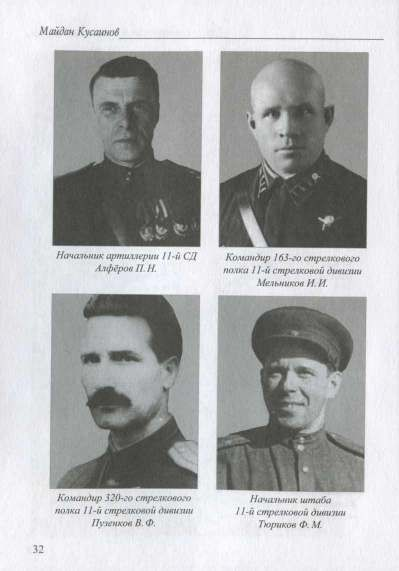 Майдан Кусаинов
Начальник артиллерии 11-й СД
Алфёров П. Н.
Командир 163-го стрелкового
полка 11-й стрелковой дивизии
Мельников И. И.
Командир 320-го стрелкового
полка 11-й стрелковой дивизии
Пузенков В. Ф.
Начальник штаба
11-й стрелковой дивизии
Тюриков Ф. М.
32